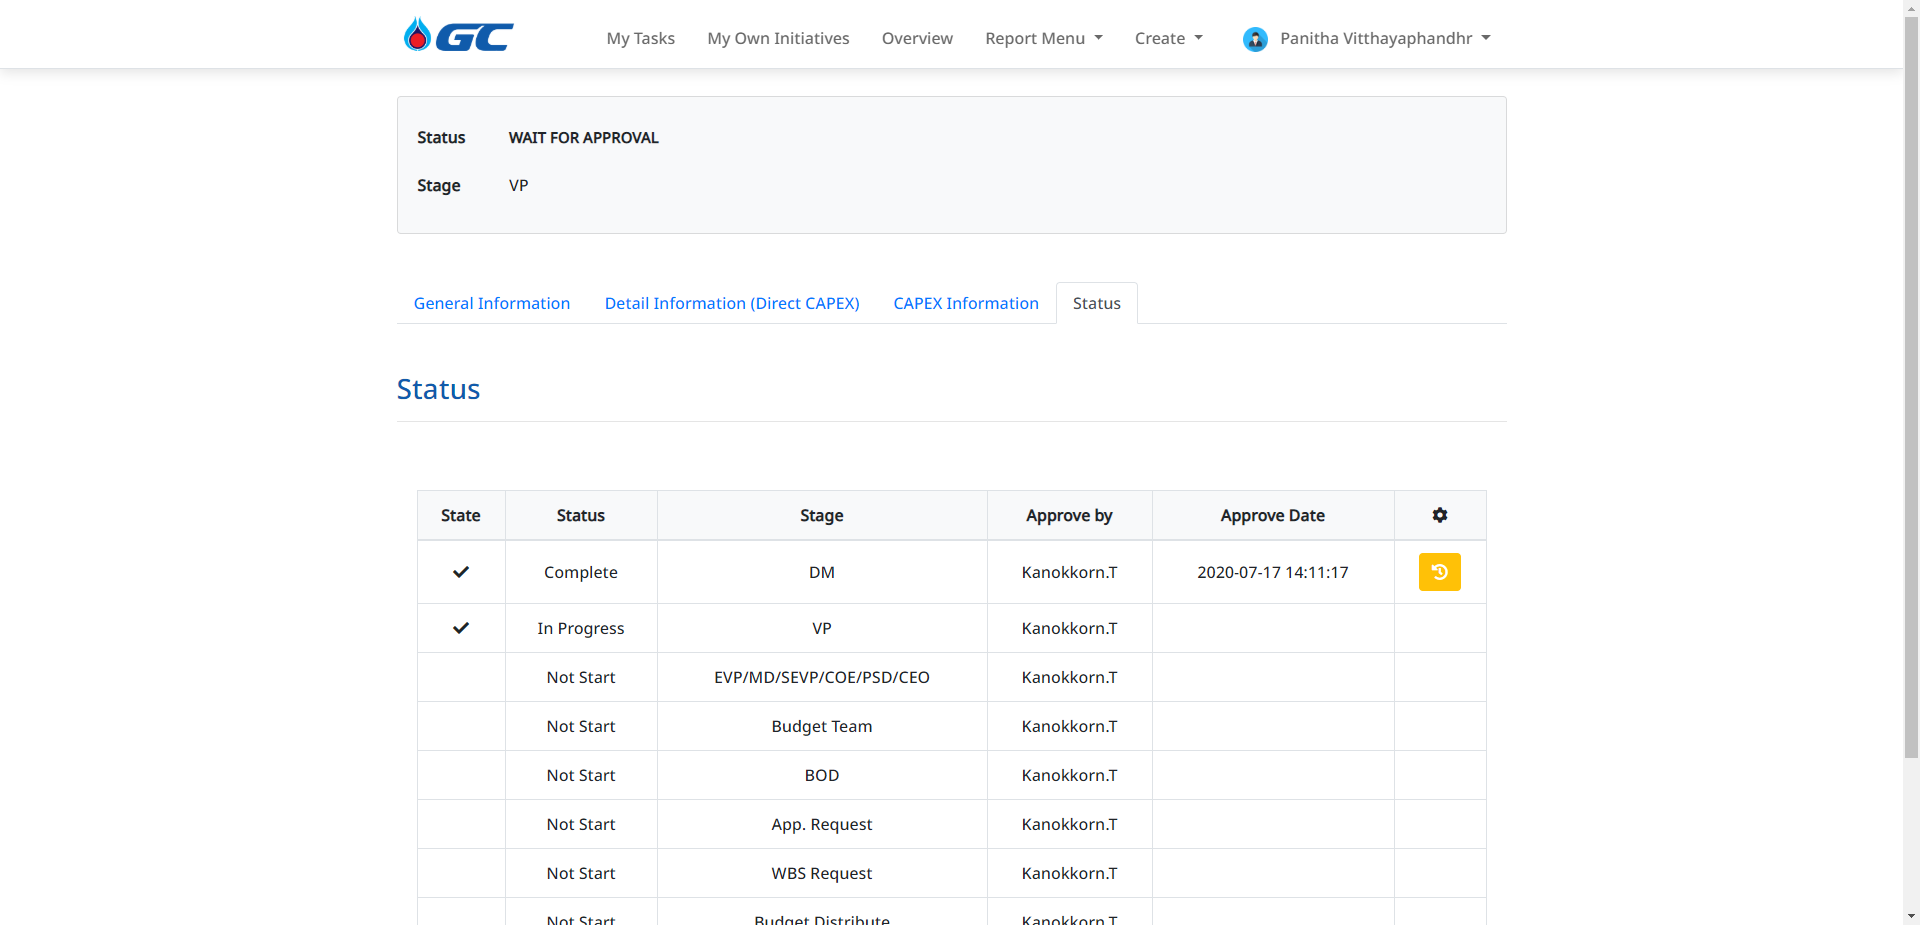 GC My Tasks My Own Initiatives Overview Report Menu Create Panitha Vitthayaphandhr
Status WAIT FOR APPROVAL
Stage VP
General Information Detail Information (Direct CAPEX) CAPEX Information Status
Status
State Status Stage Approve by Approve Date
Complete DM Kanokkorn.T 2020-07-17 14:11:17
In Progress VP Kanokkorn.T
Not Start EVP/MD/SEVP/COE/PSD/CEO Kanokkorn.T
Not Start Budget Team Kanokkorn.T
Not Start BOD Kanokkorn.T
Not Start App. Request Kanokkorn.T
Not Start WBS Request Kanokkorn.T
Not Start Budget Distribute Kanokkorn.T